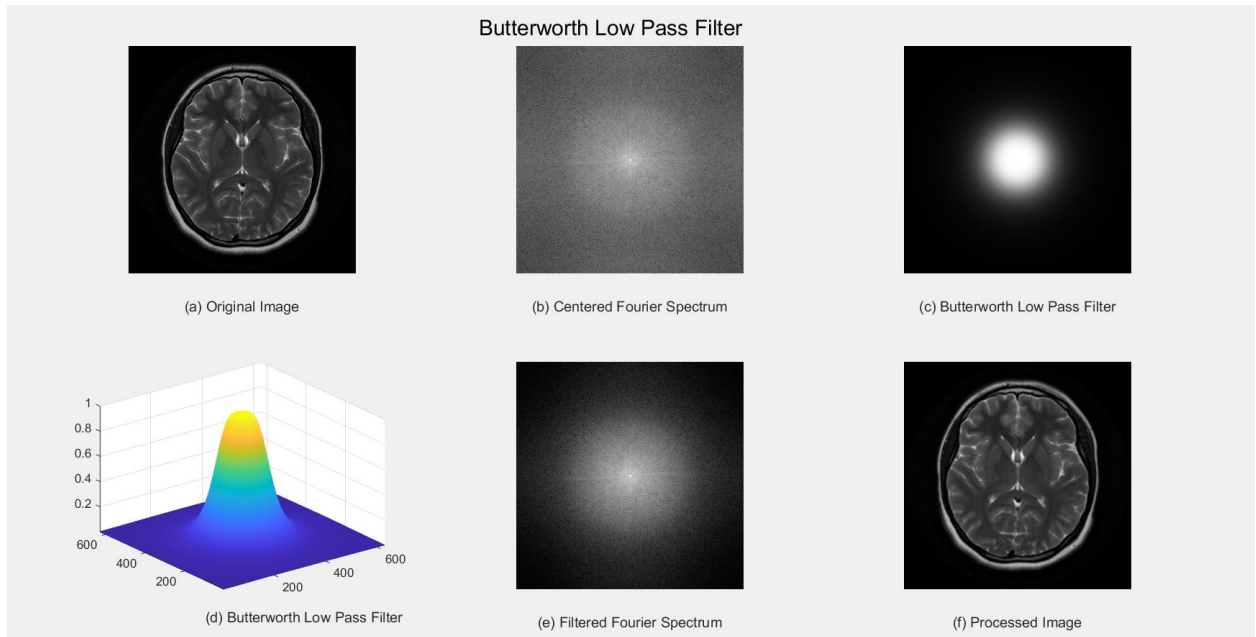 Butterworth Low Pass Filter
(a) Original Image
(b) Centered Fourier Spectrum
(c) Butterworth Low Pass Filter
1
0.8
0.6
0.4
0.2
600
400
200
200
400
600
(d) Butterworth Low Pass Filter
(e) Filtered Fourier Spectrum
(f) Processed Image